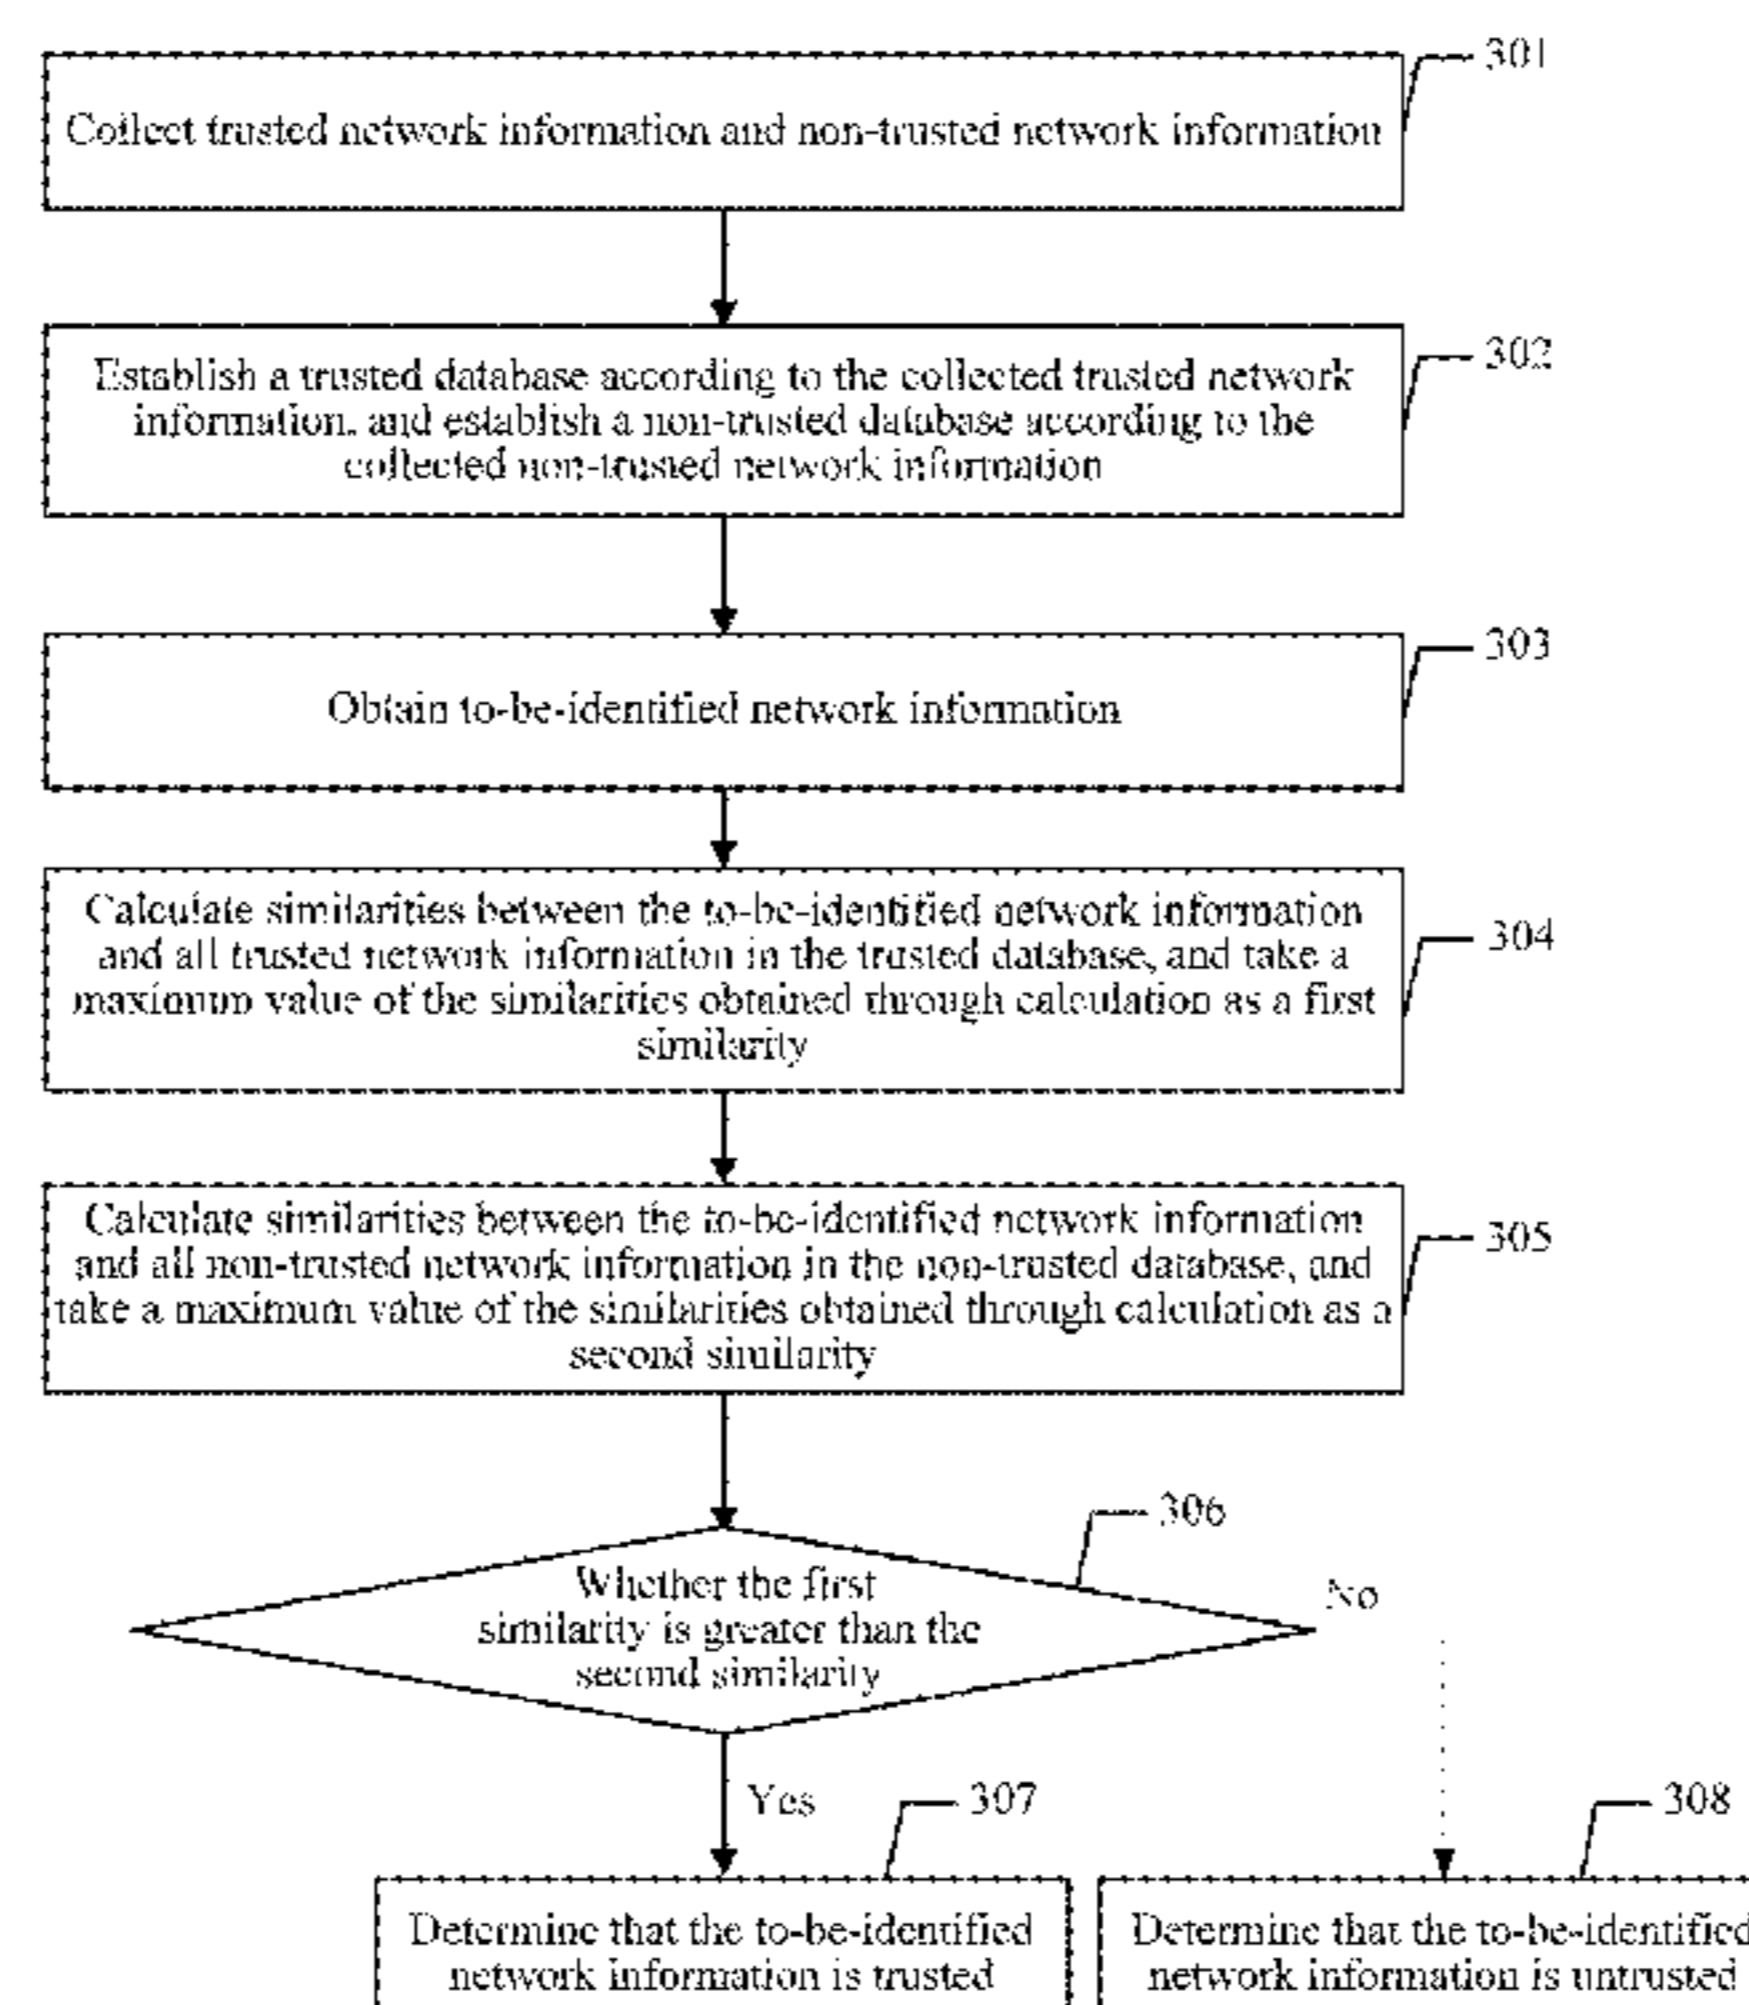 301
Collect trusted network information and non-trusted network information
302
Establish a trusted database according to the collected trusted network
information, and establish a non-trusted database according to the
collected non-trusted network information
303
Obtain to-be-identified network information
304
Calculate similarities between the to-be-identified network information
and all trusted network information in the trusted database, and take a
maximum value of the similarities obtained through calculation as a first
similarity
305
Calculate similarities between the to-be-identified network information
and all non-trusted network information in the non-trusted database, and
take a maximum value of the similarities obtained through calculation as a
second similarity
306
Whether the first
similarity is greater than the
second similarity
No
Yes
307
308
Determine that the to-be-identified
network information is trusted
Determine that the to-be-identified
network information is untrusted